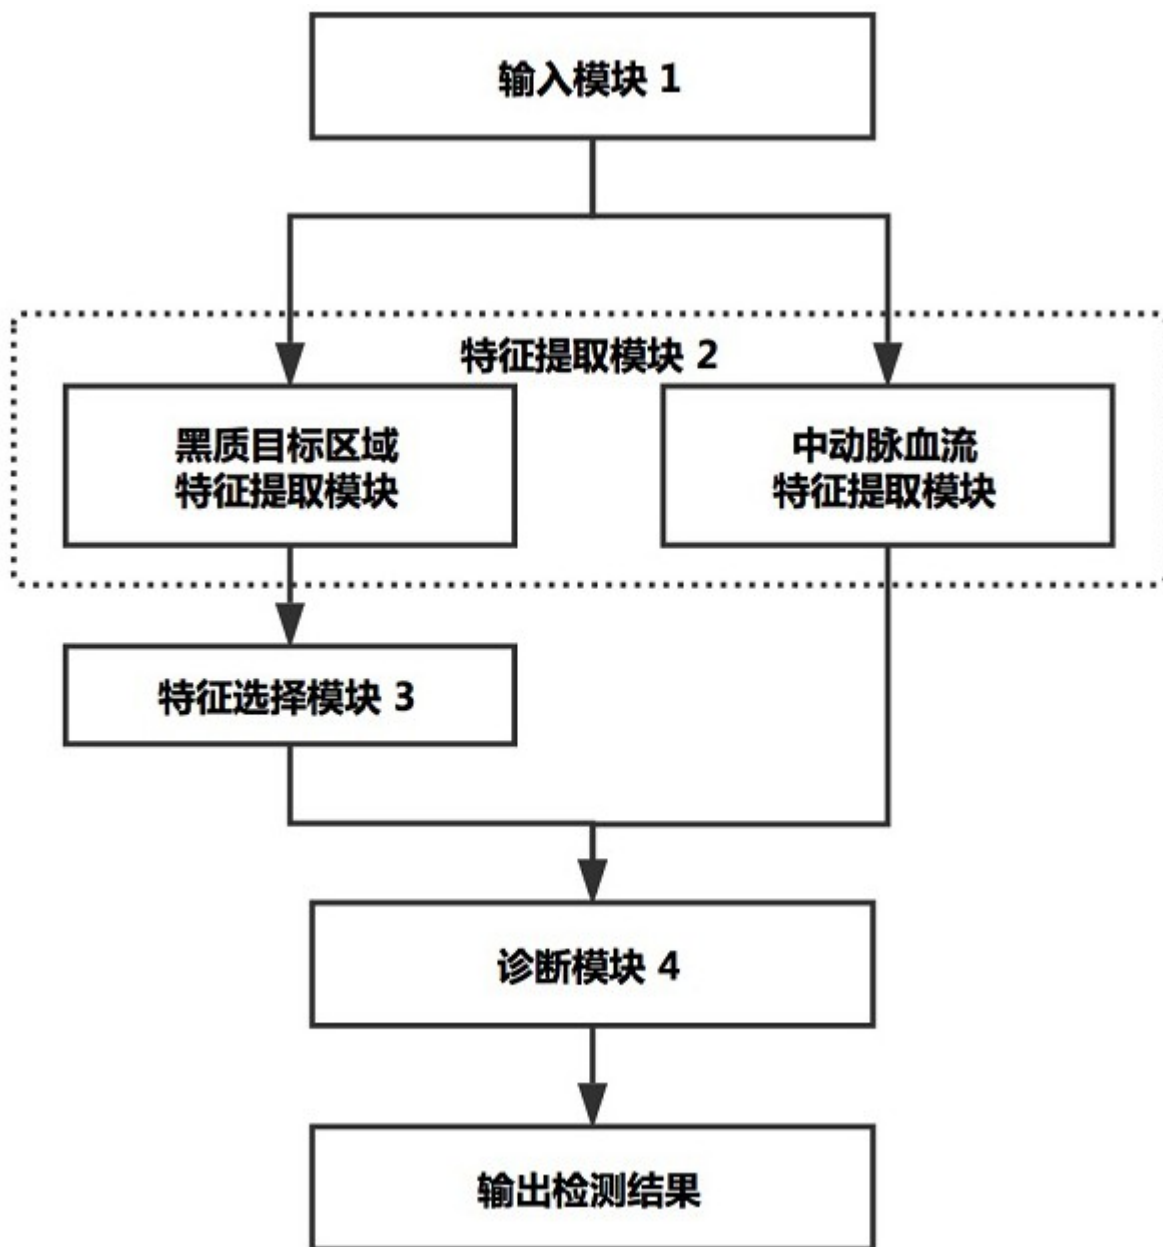 输入模块 1
特征提取模块 2
黑质目标区域
特征提取模块
中动脉血流
特征提取模块
特征选择模块 3
诊断模块 4
输出检测结果